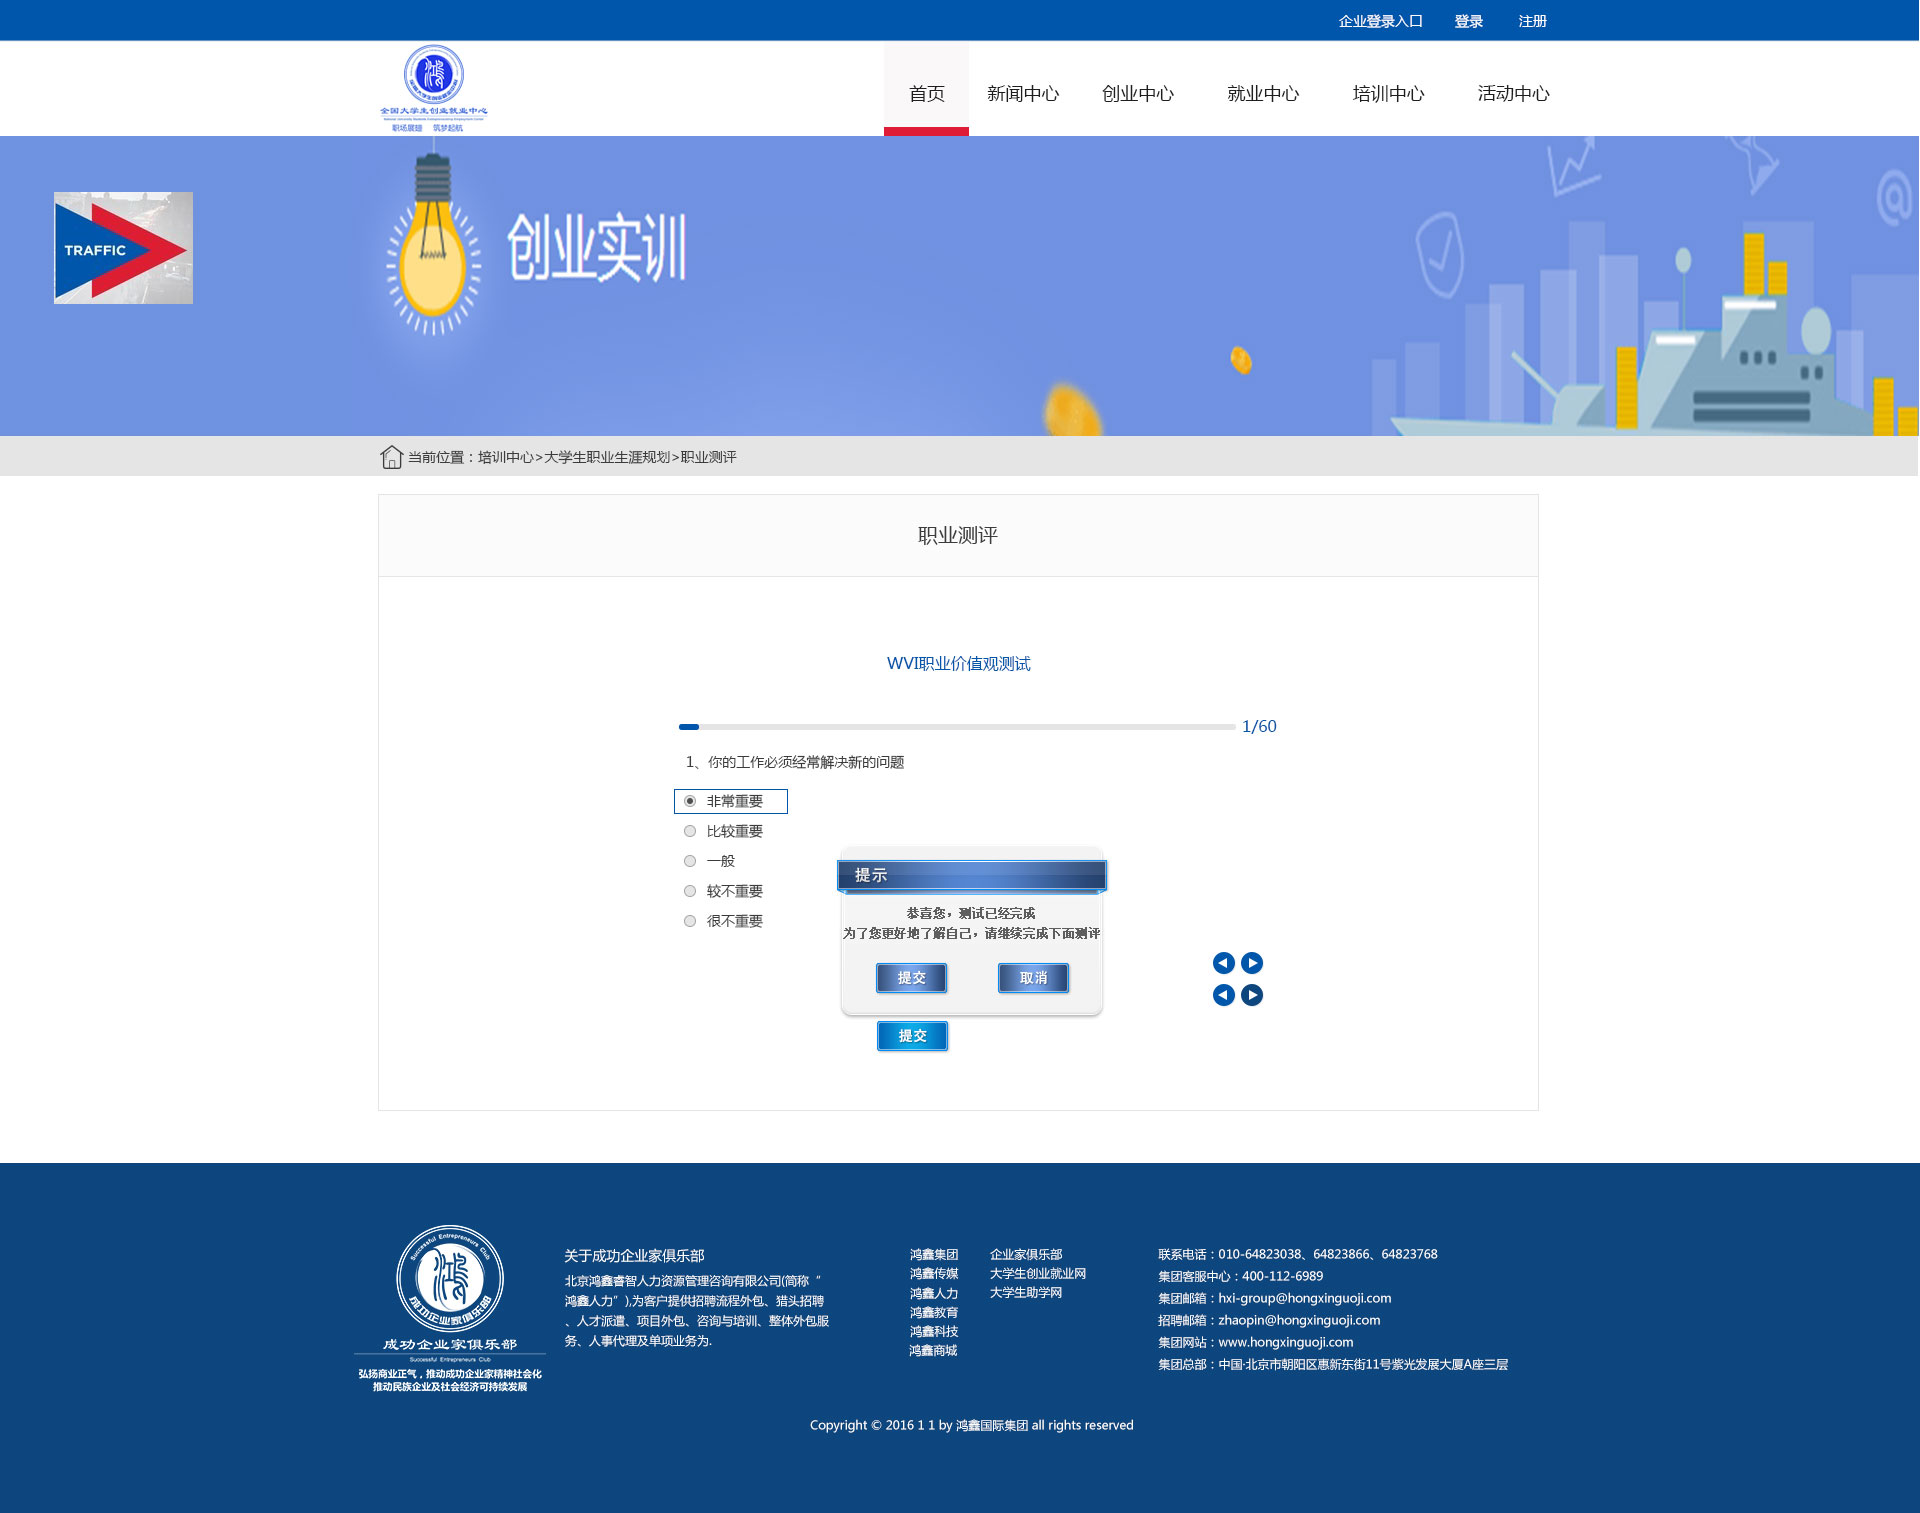 企业登录入口 登录 注册
全国大学生创业就业中心
职场展翅 筑梦起航
首页 新闻中心 创业中心 就业中心 培训中心 活动中心
TRAFFIC
创业实训
当前位置：培训中心>大学生职业生涯规划>职业测评
职业测评
WVI职业价值观测试
1/60
1、你的工作必须经常解决新的问题
非常重要
比较重要
一般
较不重要
很不重要
提示
恭喜您，测试已经完成
为了您更好地了解自己，请继续完成下面测评
提交 取消
提交
Successful Entrepreneurs Club
鸿
成功企业家俱乐部
成功企业家俱乐部
Successful Entrepreneurs Club
弘扬商业正气，推动成功企业家精神社会化
推动民族企业及社会经济可持续发展
关于成功企业家俱乐部
北京鸿鑫睿智人力资源管理咨询有限公司(简称“
鸿鑫人力”),为客户提供招聘流程外包、猎头招聘
、人才派遣、项目外包、咨询与培训、整体外包服
务、人事代理及单项业务为.
鸿鑫集团 企业家俱乐部
鸿鑫传媒 大学生创业就业网
鸿鑫人力 大学生助学网
鸿鑫教育
鸿鑫科技
鸿鑫商城
联系电话：010-64823038、64823866、64823768
集团客服中心：400-112-6989
集团邮箱：hxi-group@hongxinguoji.com
招聘邮箱：zhaopin@hongxinguoji.com
集团网站：www.hongxinguoji.com
集团总部：中国·北京市朝阳区惠新东街11号紫光发展大厦A座三层
Copyright © 2016 1 1 by 鸿鑫国际集团 all rights reserved